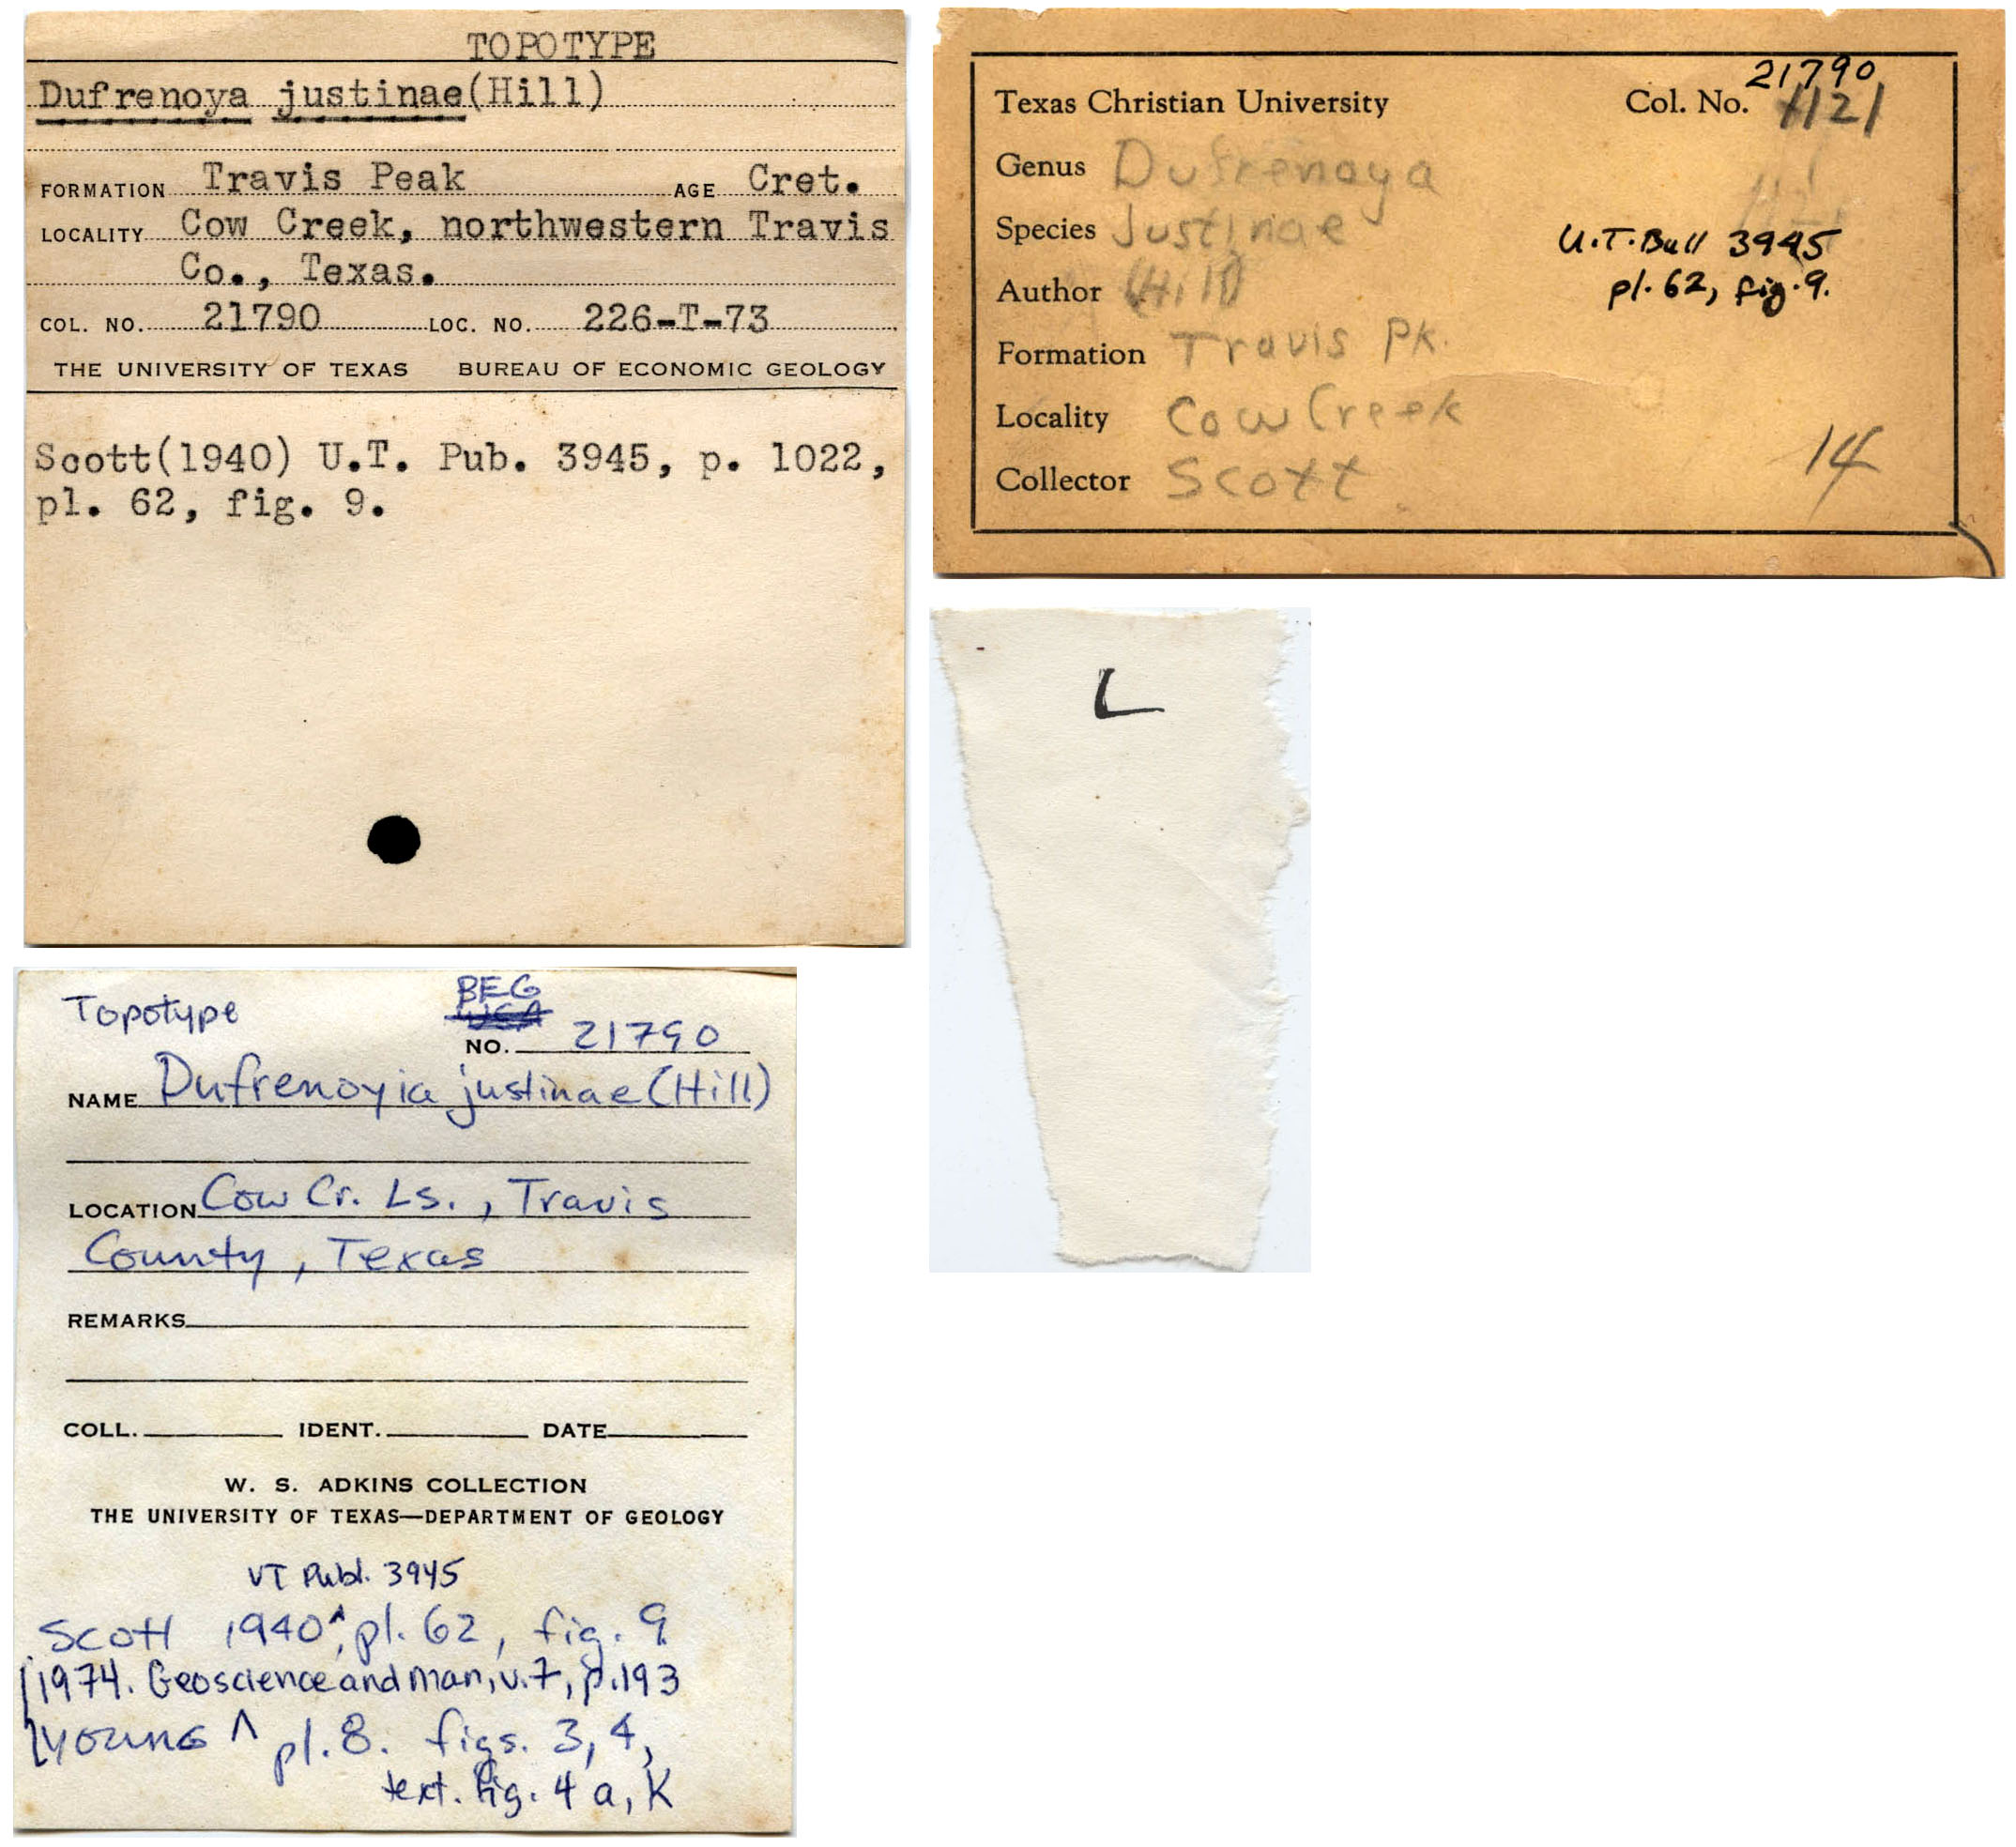 TOPOTYPE
Dufrenoya justinae(Hill)
FORMATION Travis Peak AGE Cret.
LOCALITY Cow Creek, northwestern Travis
Co., Texas.
COL. NO. 21790 LOC. NO. 226-T-73
THE UNIVERSITY OF TEXAS BUREAU OF ECONOMIC GEOLOGY
Scott(1940) U.T. Pub. 3945, p. 1022,
pl. 62, fig. 9.
21790
Texas Christian University Col. No. 1121
Genus Dufrenoya
Species Justinae
U.T. Bull 3945
Author (Hill)
pl. 62, fig. 9.
Formation Travis Pk.
Locality Cow Creek
14
Collector Scott
L
Topotype BEG
NO. 21790
NAME Dufrenoyia justinae (Hill)
LOCATION Cow Cr. Ls., Travis
County, Texas
REMARKS
COLL. IDENT. DATE
W. S. ADKINS COLLECTION
THE UNIVERSITY OF TEXAS—DEPARTMENT OF GEOLOGY
UT Publ. 3945
Scott 1940 ^, pl. 62, fig. 9
1974. Geoscience and Man, v. 7, p. 193
YOUNG ^ pl. 8. figs. 3, 4,
text. fig. 4 a, K